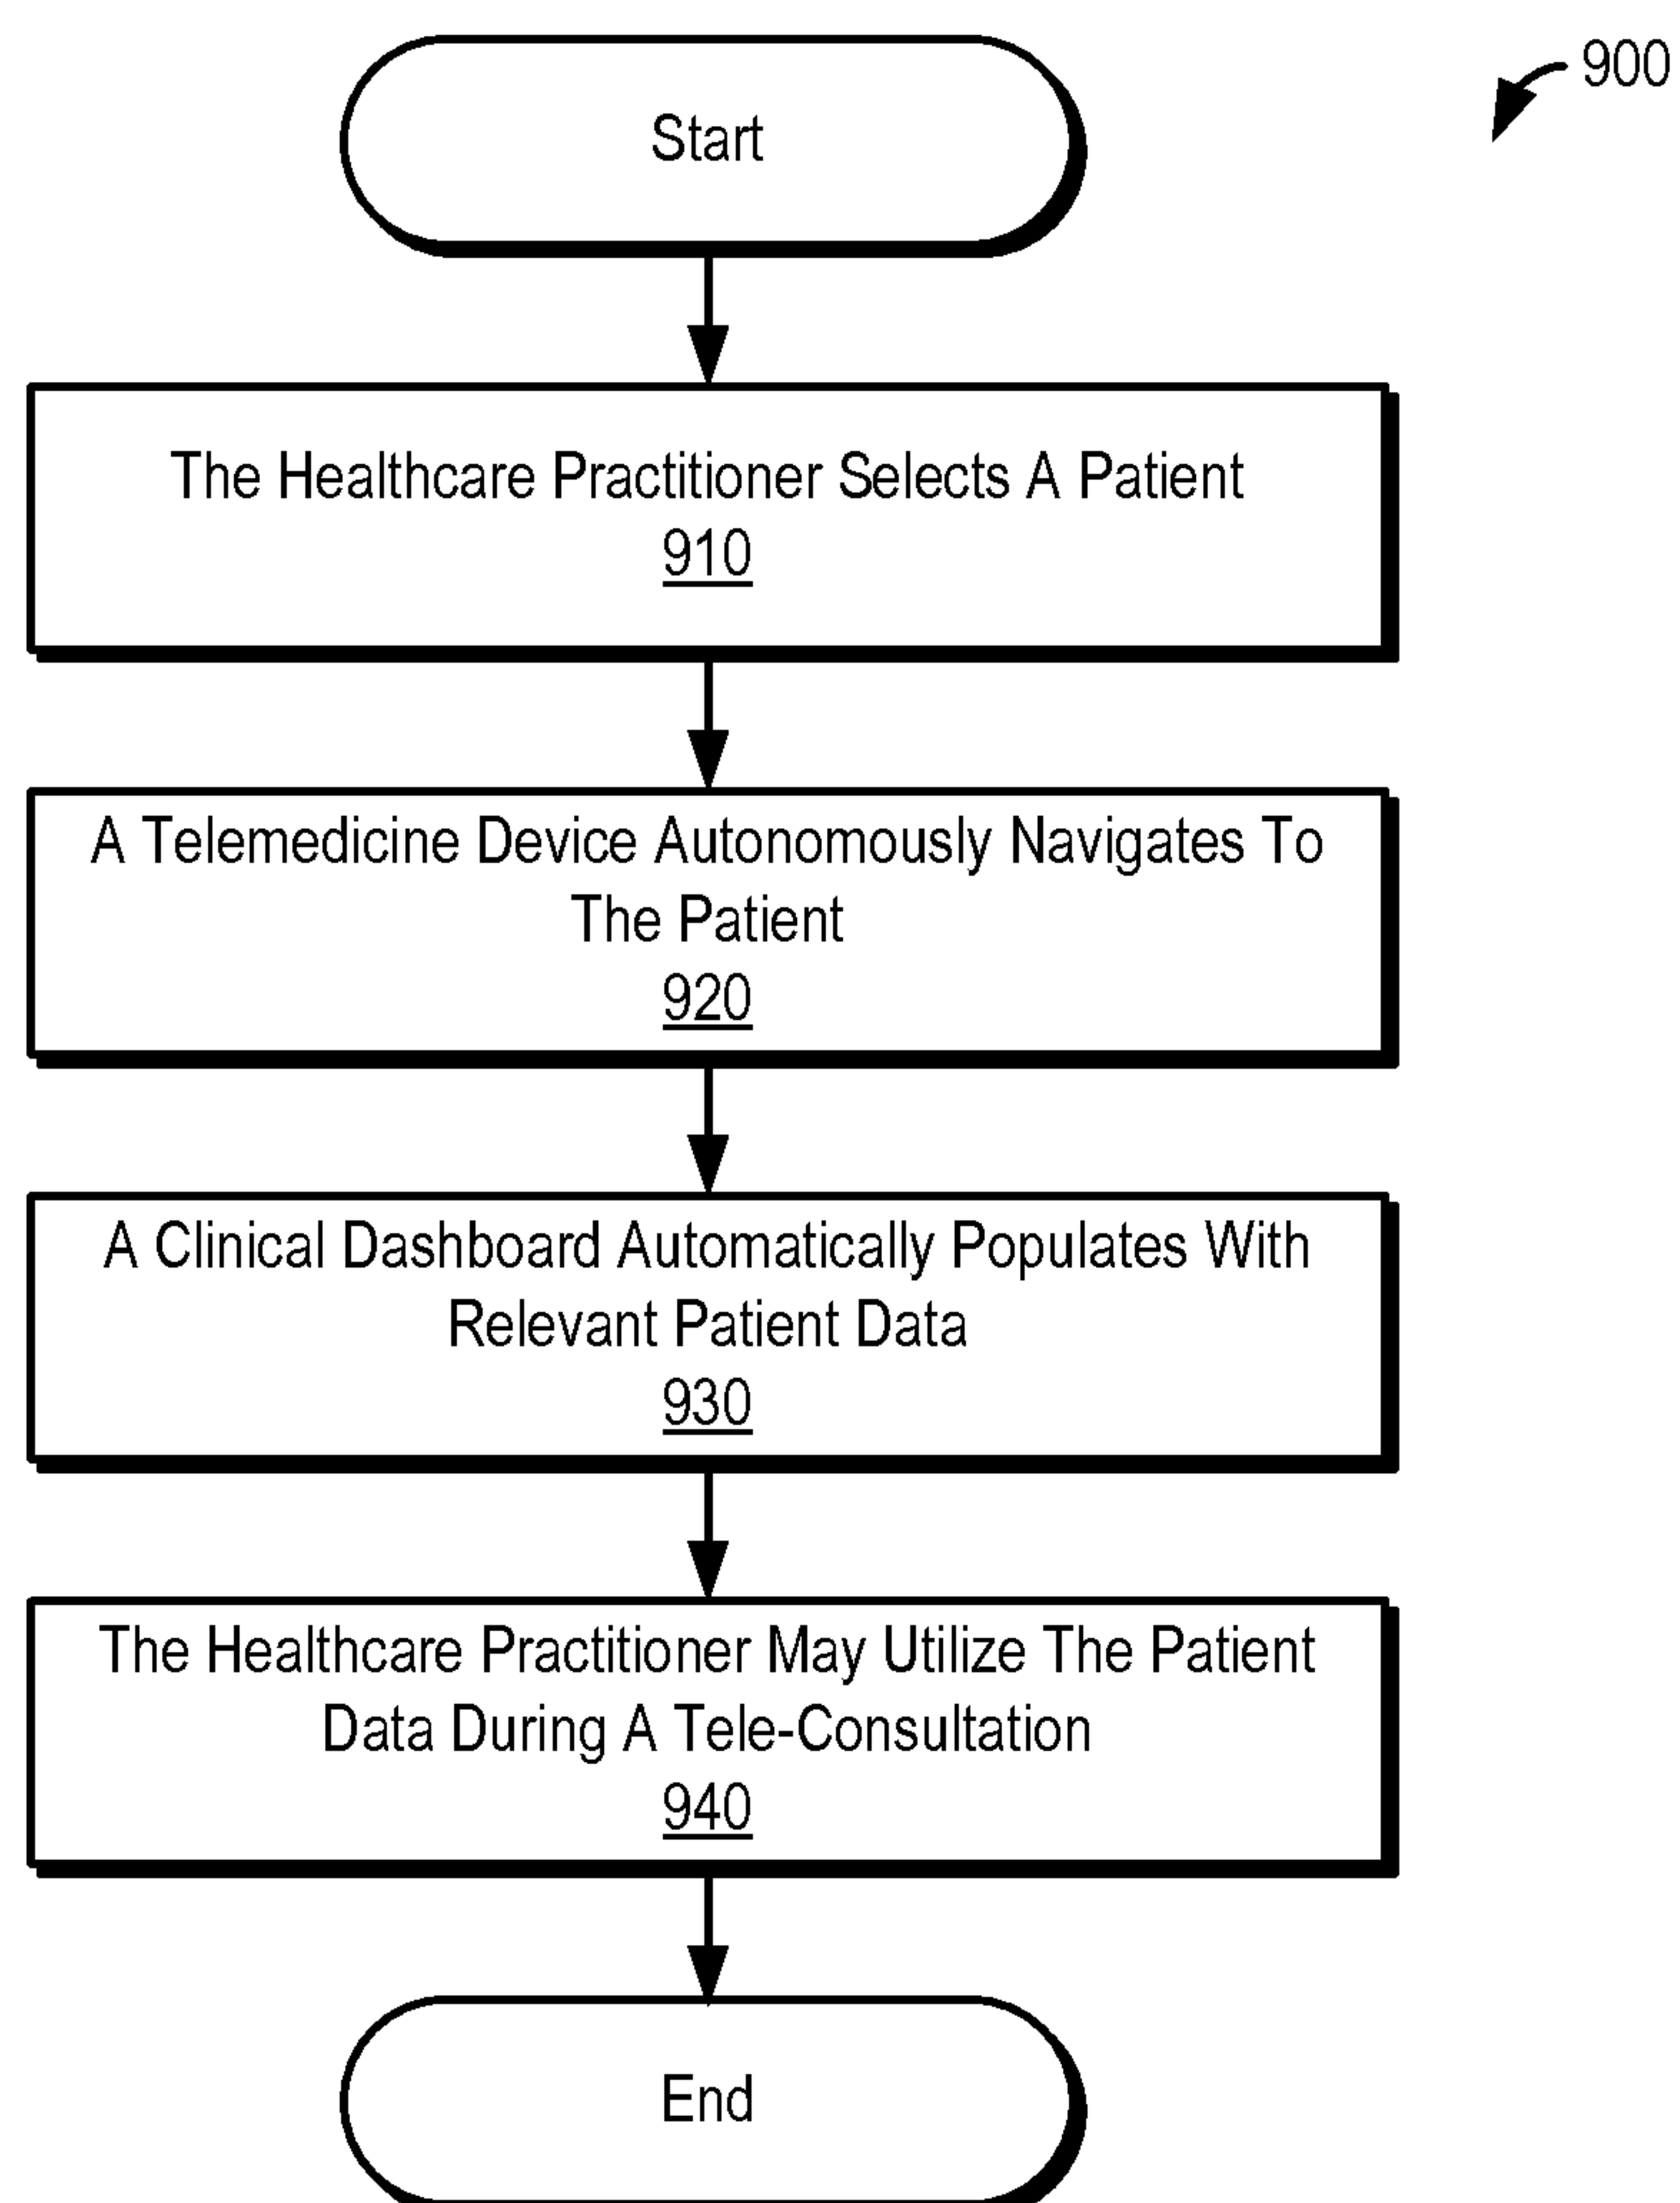 900
Start
The Healthcare Practitioner Selects A Patient
910
A Telemedicine Device Autonomously Navigates To
The Patient
920
A Clinical Dashboard Automatically Populates With
Relevant Patient Data
930
The Healthcare Practitioner May Utilize The Patient
Data During A Tele-Consultation
940
End